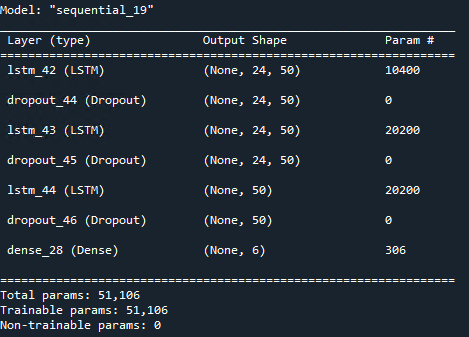 Model: "sequential_19"
Layer (type) Output Shape Param #
lstm_42 (LSTM) (None, 24, 50) 10400
dropout_44 (Dropout) (None, 24, 50) 0
lstm_43 (LSTM) (None, 24, 50) 20200
dropout_45 (Dropout) (None, 24, 50) 0
lstm_44 (LSTM) (None, 50) 20200
dropout_46 (Dropout) (None, 50) 0
dense_28 (Dense) (None, 6) 306
Total params: 51,106
Trainable params: 51,106
Non-trainable params: 0